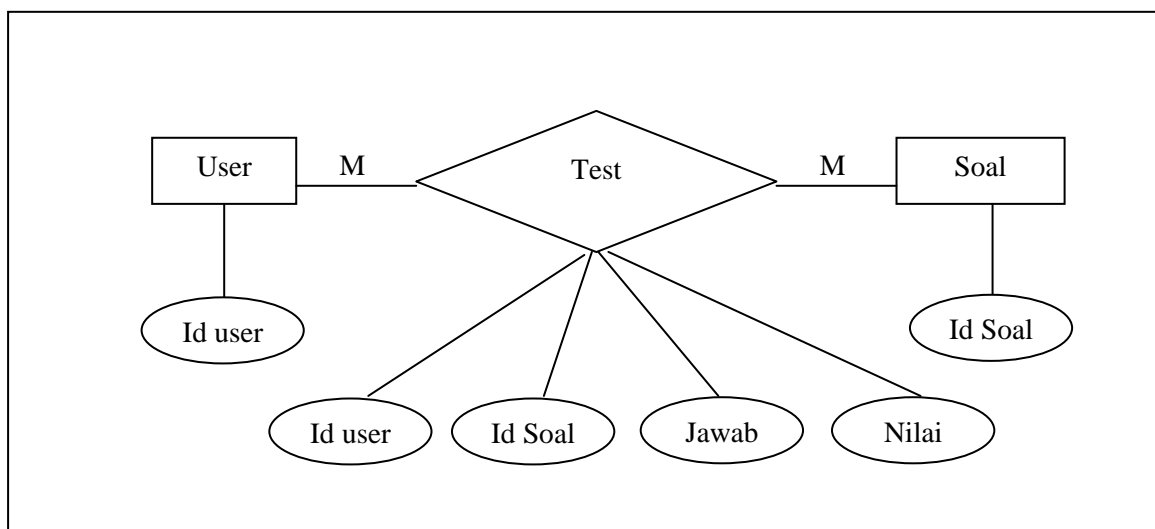 User
M
Test
M
Soal
Id user
Id Soal
Id user
Id Soal
Jawab
Nilai